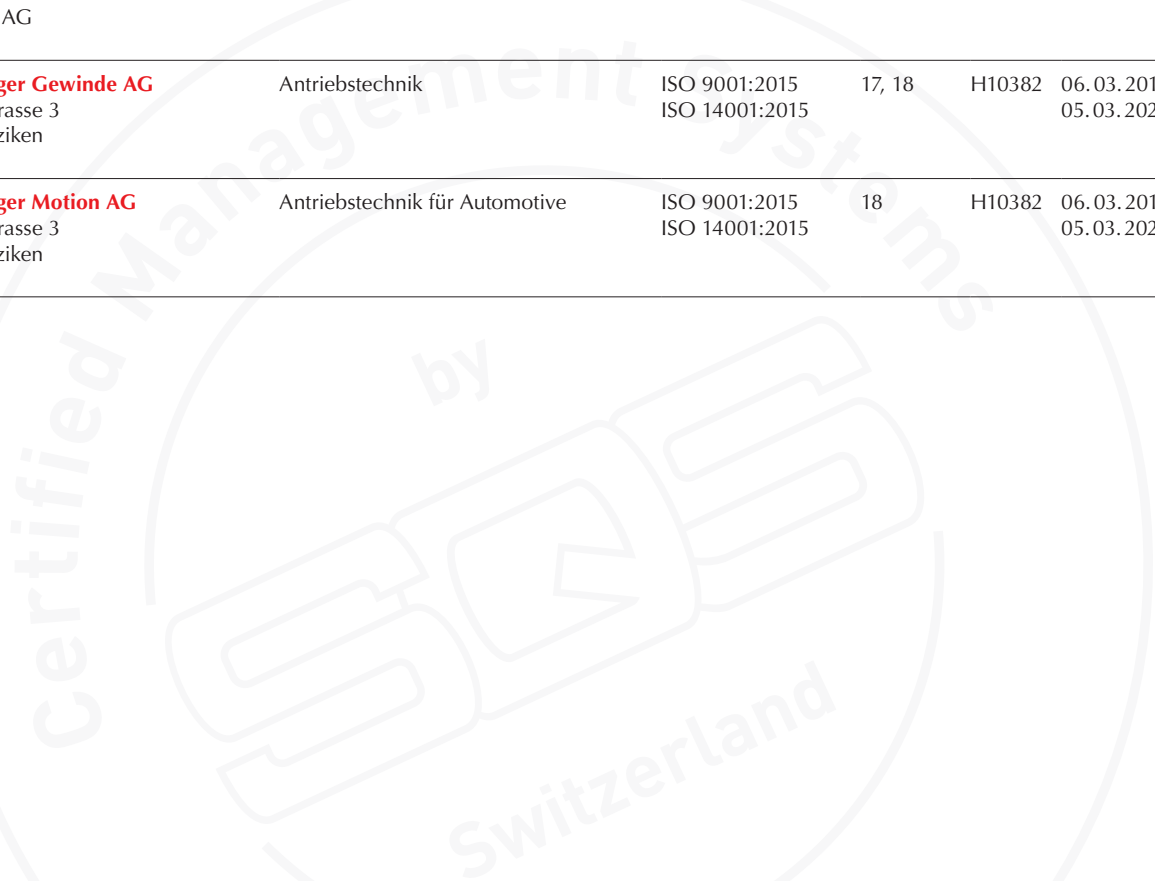 AG
ger Gewinde AG Antriebstechnik ISO 9001:2015 17, 18 H10382 06.03.201
rasse 3 ISO 14001:2015 05.03.202
ziken
ger Motion AG Antriebstechnik für Automotive ISO 9001:2015 18 H10382 06.03.201
rasse 3 ISO 14001:2015 05.03.202
ziken
Certified Management Systems
by
SQS
Switzerland